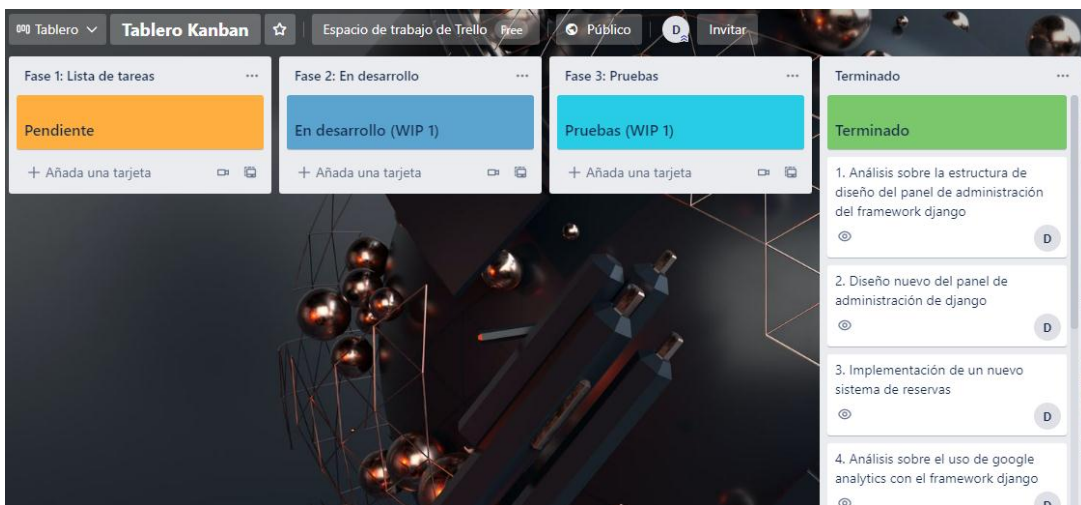 Tablero
Tablero Kanban
Espacio de trabajo de Trello Free
Público
D
Invitar
Fase 1: Lista de tareas
Pendiente
+ Añada una tarjeta
Fase 2: En desarrollo
En desarrollo (WIP 1)
+ Añada una tarjeta
Fase 3: Pruebas
Pruebas (WIP 1)
+ Añada una tarjeta
Terminado
Terminado
1. Análisis sobre la estructura de
diseño del panel de administración
del framework django
D
2. Diseño nuevo del panel de
administración de django
D
3. Implementación de un nuevo
sistema de reservas
D
4. Análisis sobre el uso de google
analytics con el framework django
D